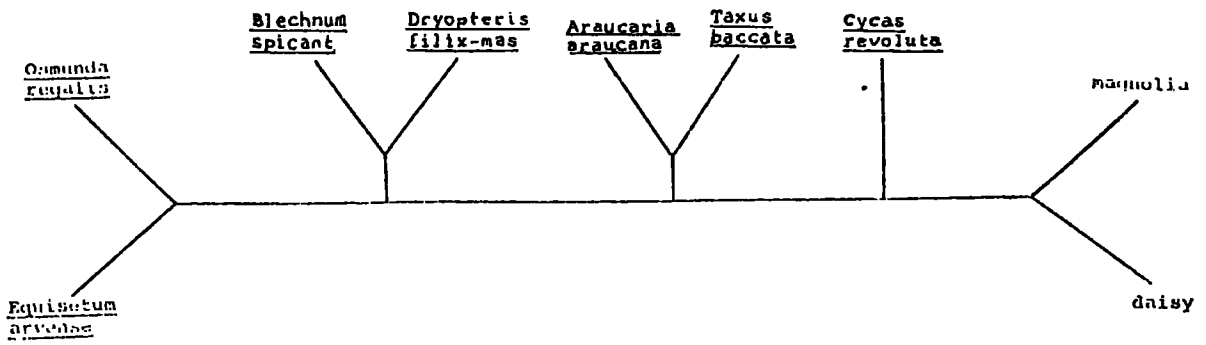 Blechnum
spicant
Dryopteris
filix-mas
Araucaria
araucana
Taxus
baccata
Cycas
revoluta
Osmunda
regalis
magnolia
Equisetum
arvense
daisy